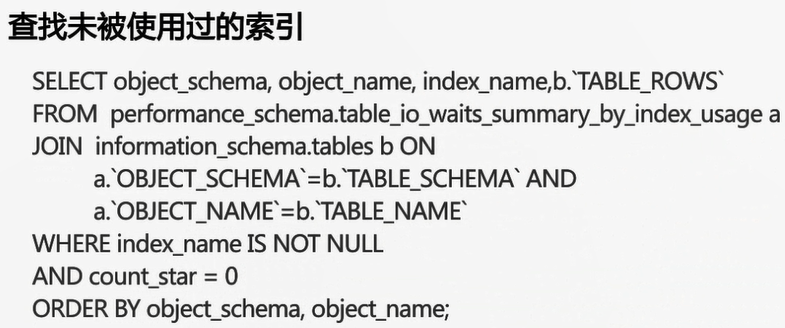 查找未被使用过的索引
SELECT object_schema, object_name, index_name,b.`TABLE_ROWS`
FROM performance_schema.table_io_waits_summary_by_index_usage a
JOIN information_schema.tables b ON
a.`OBJECT_SCHEMA`=b.`TABLE_SCHEMA` AND
a.`OBJECT_NAME`=b.`TABLE_NAME`
WHERE index_name IS NOT NULL
AND count_star = 0
ORDER BY object_schema, object_name;